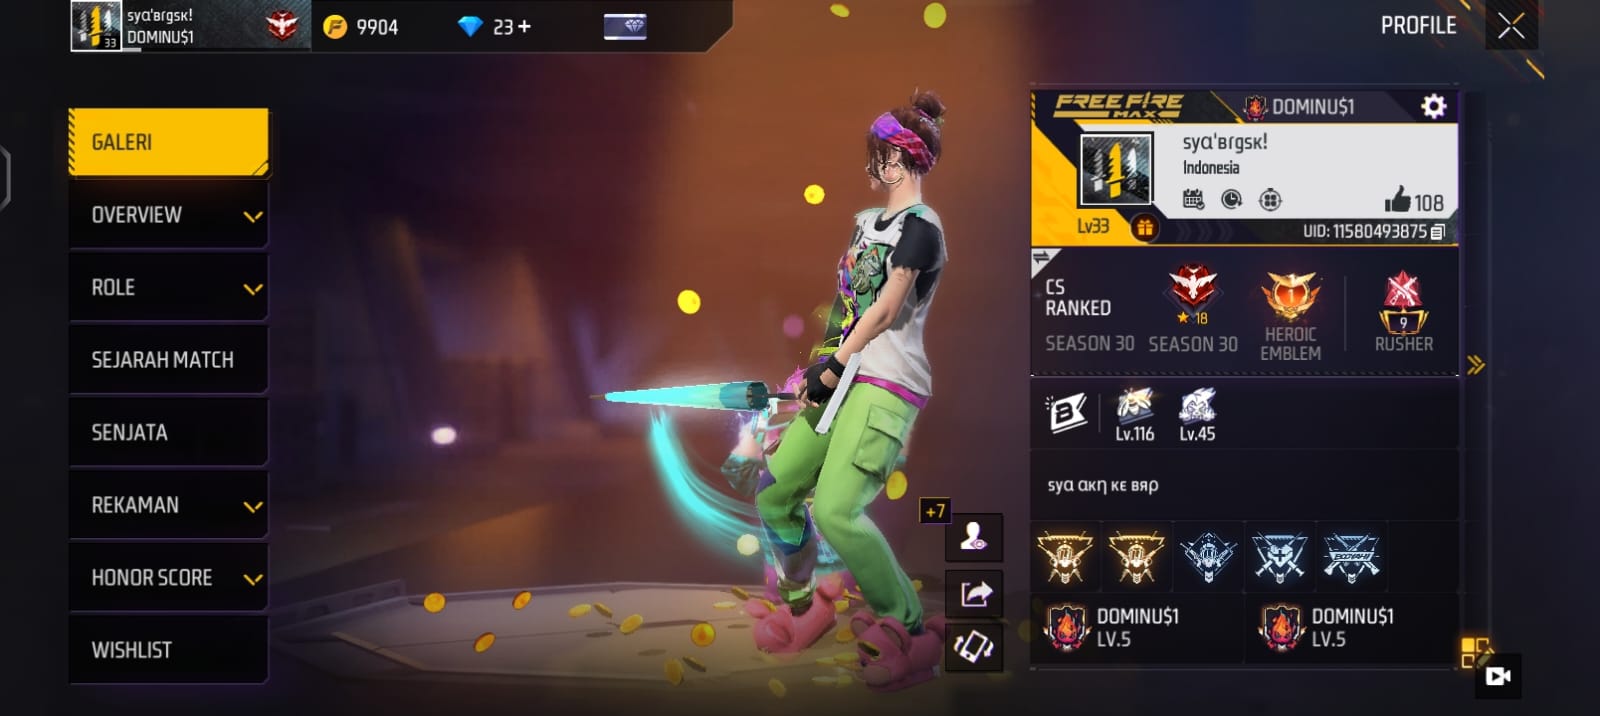 syα'вrgsк!
DOMINU$1
33
9904
23+
PROFILE
GALERI
OVERVIEW
ROLE
SEJARAH MATCH
SENJATA
REKAMAN
HONOR SCORE
WISHLIST
+7
FREE FIRE
MAX
DOMINU$1
syα'вrgsк!
Indonesia
108
Lv33
UID: 11580493875
CS
RANKED
SEASON 30
18
SEASON 30
1
HEROIC
EMBLEM
9
RUSHER
B
Lv.116
Lv.45
syα αкη кε вяρ
BOOYAH!
DOMINU$1
LV.5
DOMINU$1
LV.5